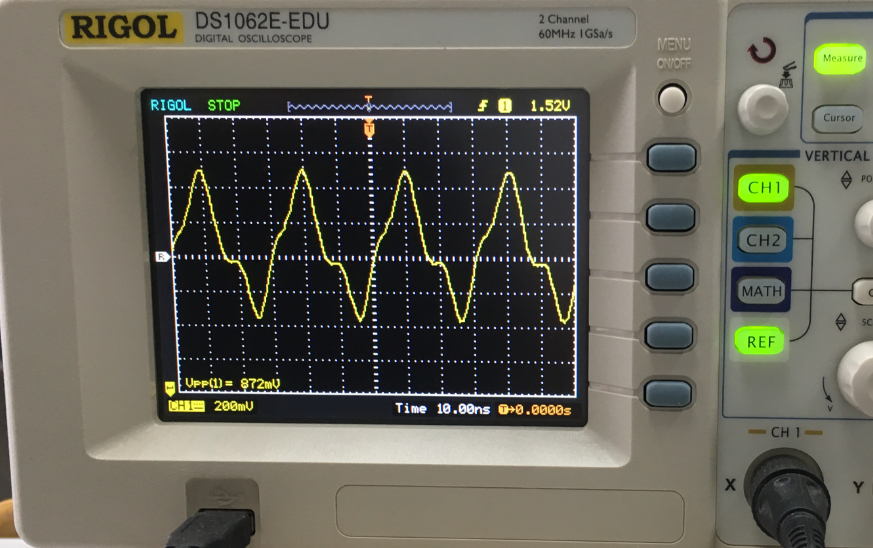 RIGOL DS1062E-EDU
DIGITAL OSCILLOSCOPE
2 Channel
60MHz 1GSa/s
MENU
ON/OFF
Measure
Cursor
RIGOL STOP T 1 1.52V
T
R
Vpp(1)= 872mV
CH1 200mV Time 10.00ns T→0.0000s
VERTICAL
CH1
CH2
MATH
REF
CH 1
X Y